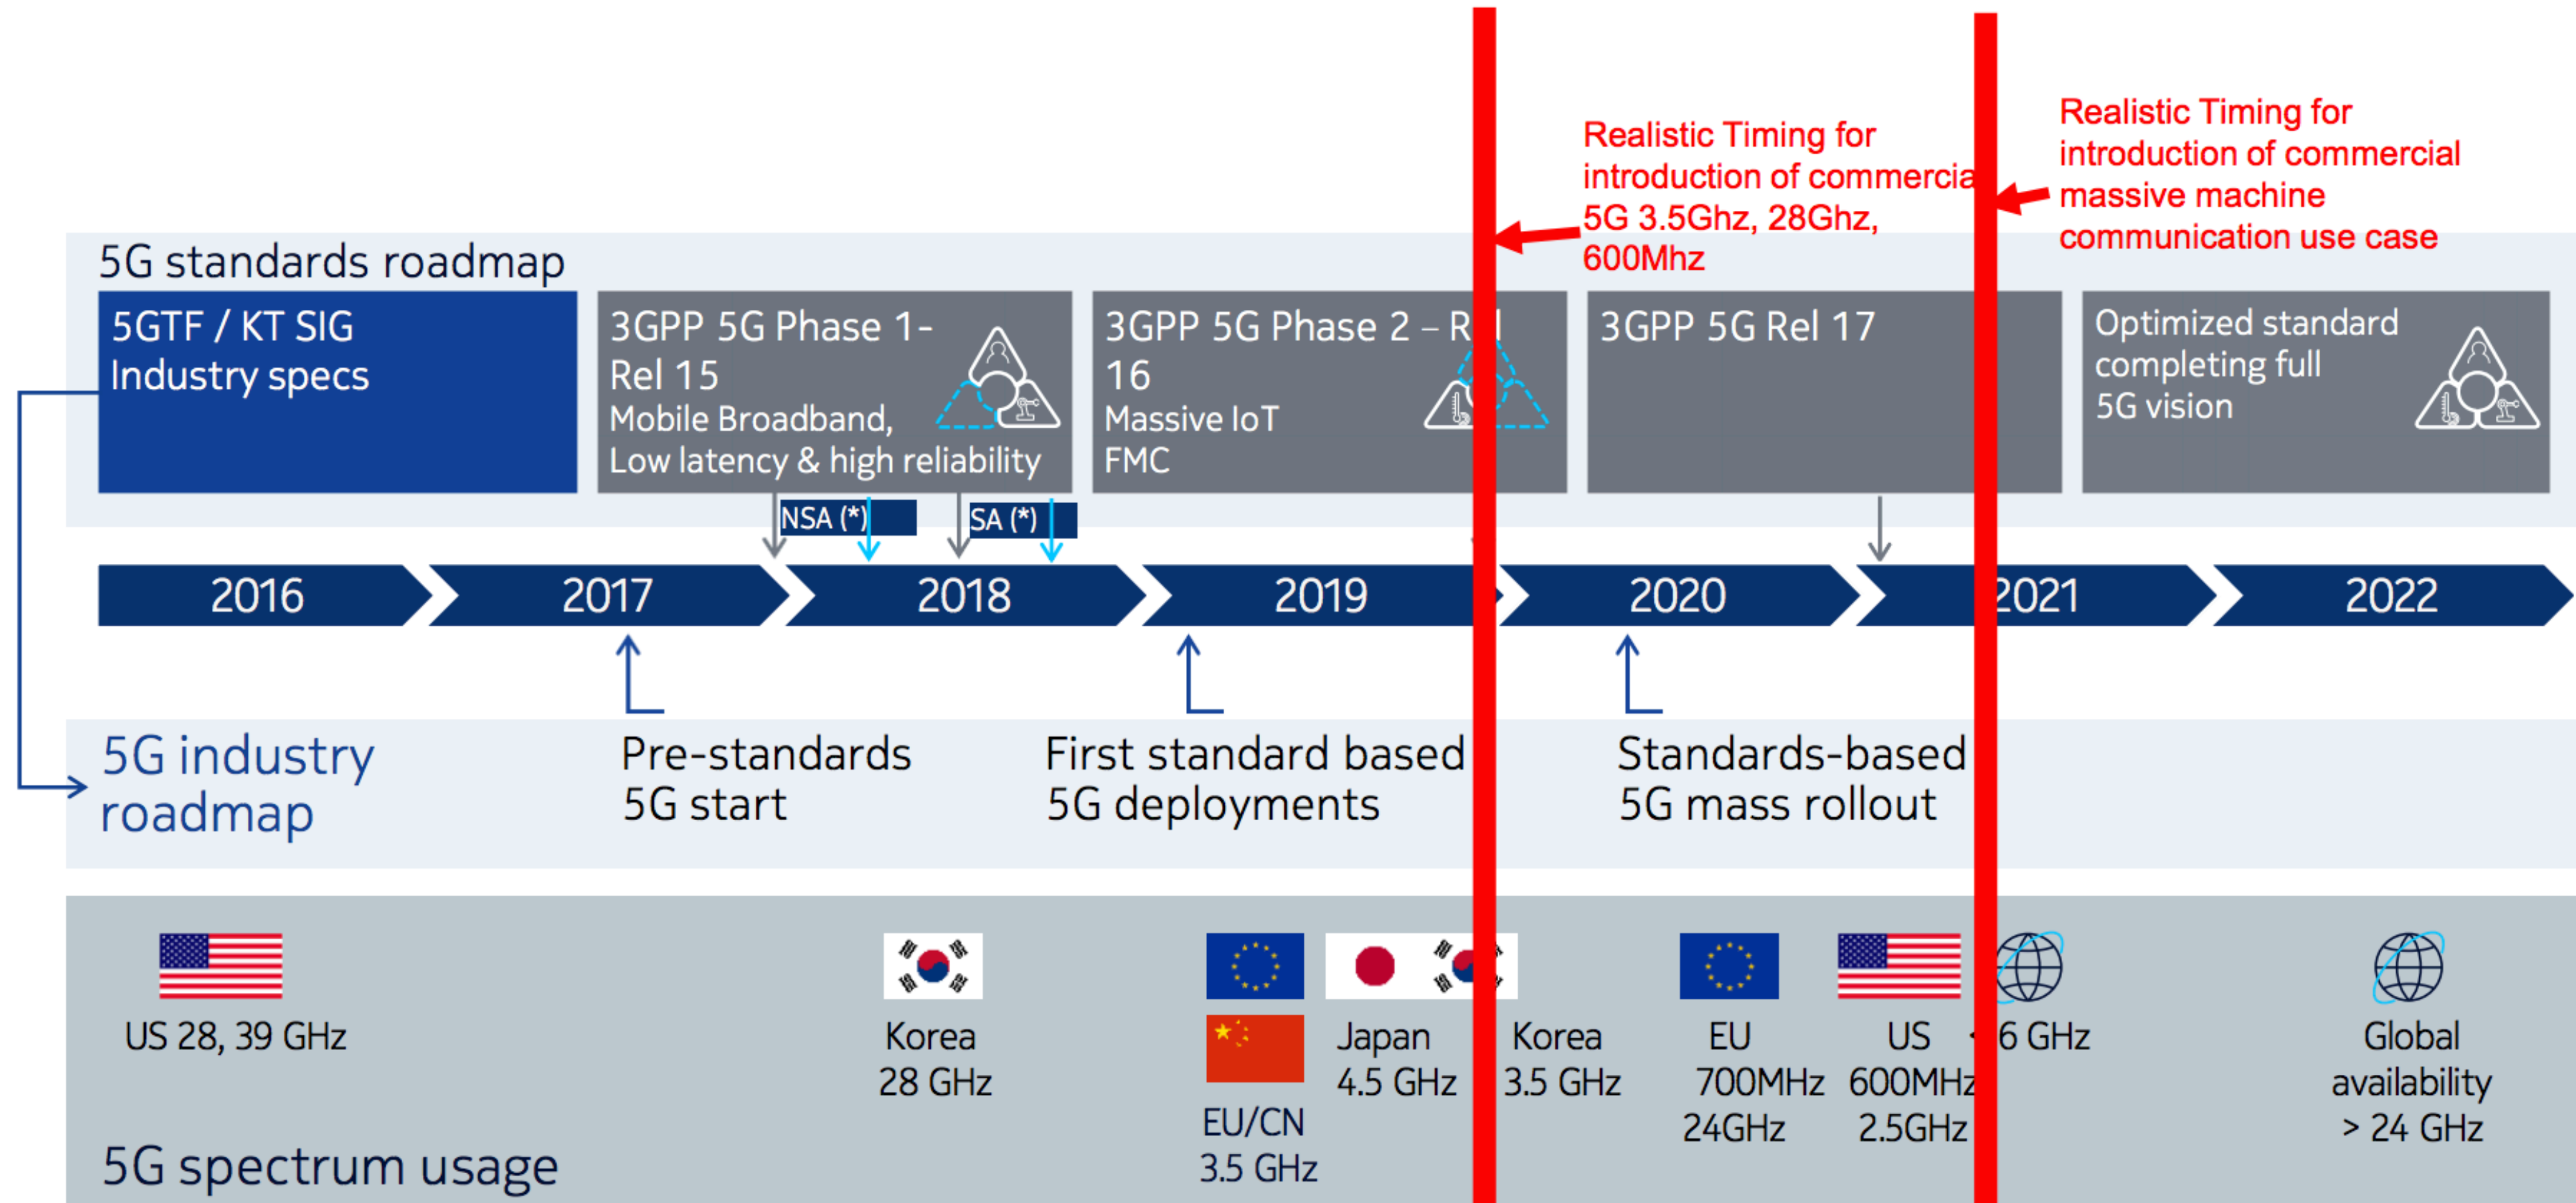 Realistic Timing for
introduction of commercia
5G 3.5Ghz, 28Ghz,
600Mhz
Realistic Timing for
introduction of commercial
massive machine
communication use case
5G standards roadmap
5GTF / KT SIG
Industry specs
3GPP 5G Phase 1-
Rel 15
Mobile Broadband,
Low latency & high reliability
3GPP 5G Phase 2 –
16
Massive IoT
FMC
3GPP 5G Rel 17
Optimized standard
completing full
5G vision
NSA (*)
SA (*)
2016
2017
2018
2019
2020
2021
2022
5G industry
roadmap
Pre-standards
5G start
First standard based
5G deployments
Standards-based
5G mass rollout
US 28, 39 GHz
Korea
28 GHz
EU/CN
3.5 GHz
Japan
4.5 GHz
Korea
3.5 GHz
EU
700MHz
24GHz
US
600MHz
2.5GHz
6 GHz
Global
availability
> 24 GHz
5G spectrum usage